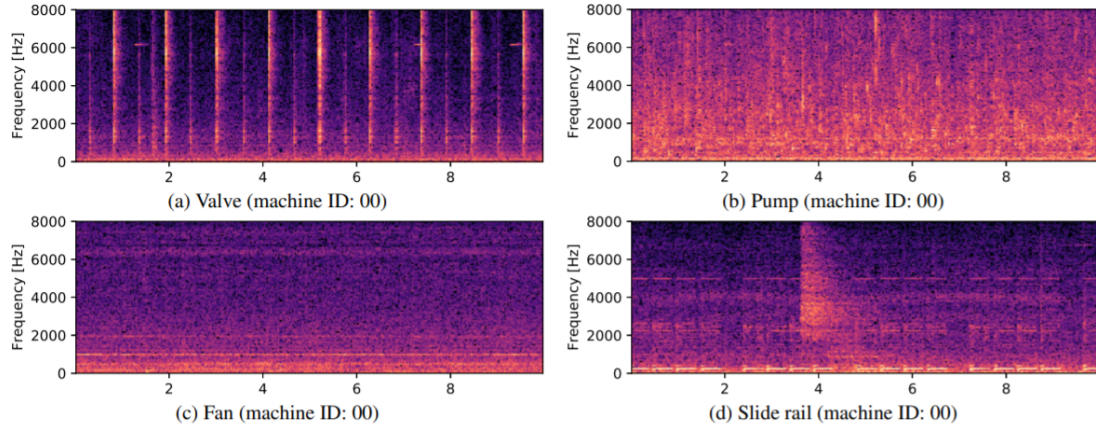 Frequency [Hz]
8000
6000
4000
2000
0
2 4 6 8
(a) Valve (machine ID: 00)
Frequency [Hz]
8000
6000
4000
2000
0
2 4 6 8
(b) Pump (machine ID: 00)
Frequency [Hz]
8000
6000
4000
2000
0
2 4 6 8
(c) Fan (machine ID: 00)
Frequency [Hz]
8000
6000
4000
2000
0
2 4 6 8
(d) Slide rail (machine ID: 00)